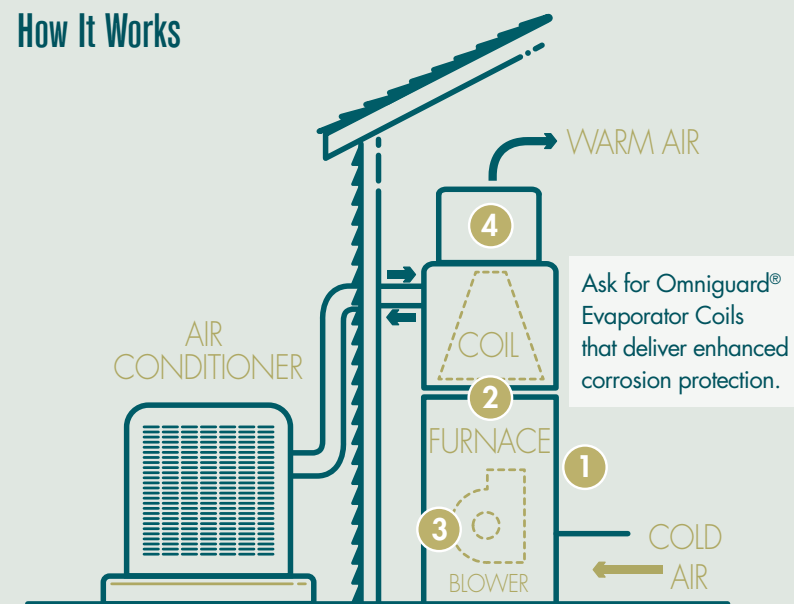 How It Works
WARM AIR
4
Ask for Omniguard®
Evaporator Coils
that deliver enhanced
corrosion protection.
AIR
CONDITIONER
COIL
2
FURNACE
1
3
BLOWER
COLD
AIR